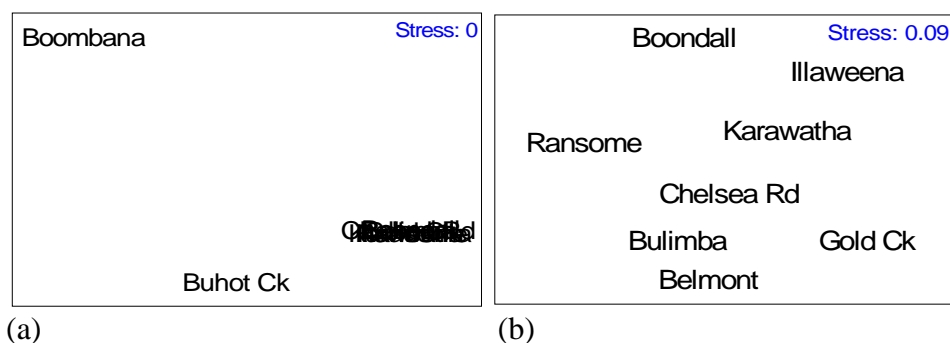 Boombana
Stress: 0
Buhot Ck
(a)
Boondall
Stress: 0.09
Illaweena
Karawatha
Ransome
Chelsea Rd
Bulimba
Gold Ck
Belmont
(b)